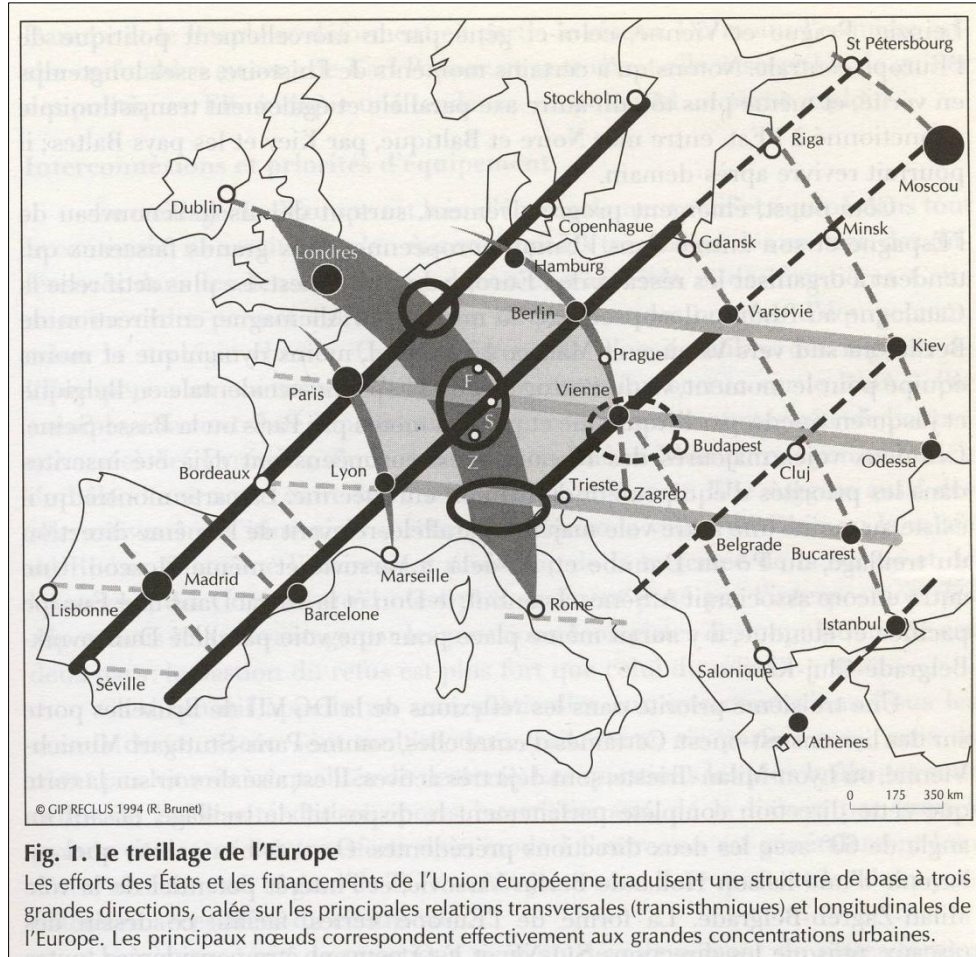 St Pétersbourg
Stockholm
Riga
Moscou
Dublin
Copenhague
Gdansk
Minsk
Londres
Hamburg
Berlin
Varsovie
Kiev
Prague
Paris
F
Vienne
S
Budapest
Bordeaux
Lyon
Z
Trieste
Zagreb
Cluj
Odessa
Belgrade
Bucarest
Madrid
Marseille
Lisbonne
Barcelone
Rome
Istanbul
Séville
Salonique
Athènes
© GIP RECLUS 1994 (R. Brunet)
0 175 350 km
Fig. 1. Le treillage de l’Europe
Les efforts des États et les financements de l’Union européenne traduisent une structure de base à trois
grandes directions, calée sur les principales relations transversales (transisthmiques) et longitudinales de
l’Europe. Les principaux nœuds correspondent effectivement aux grandes concentrations urbaines.